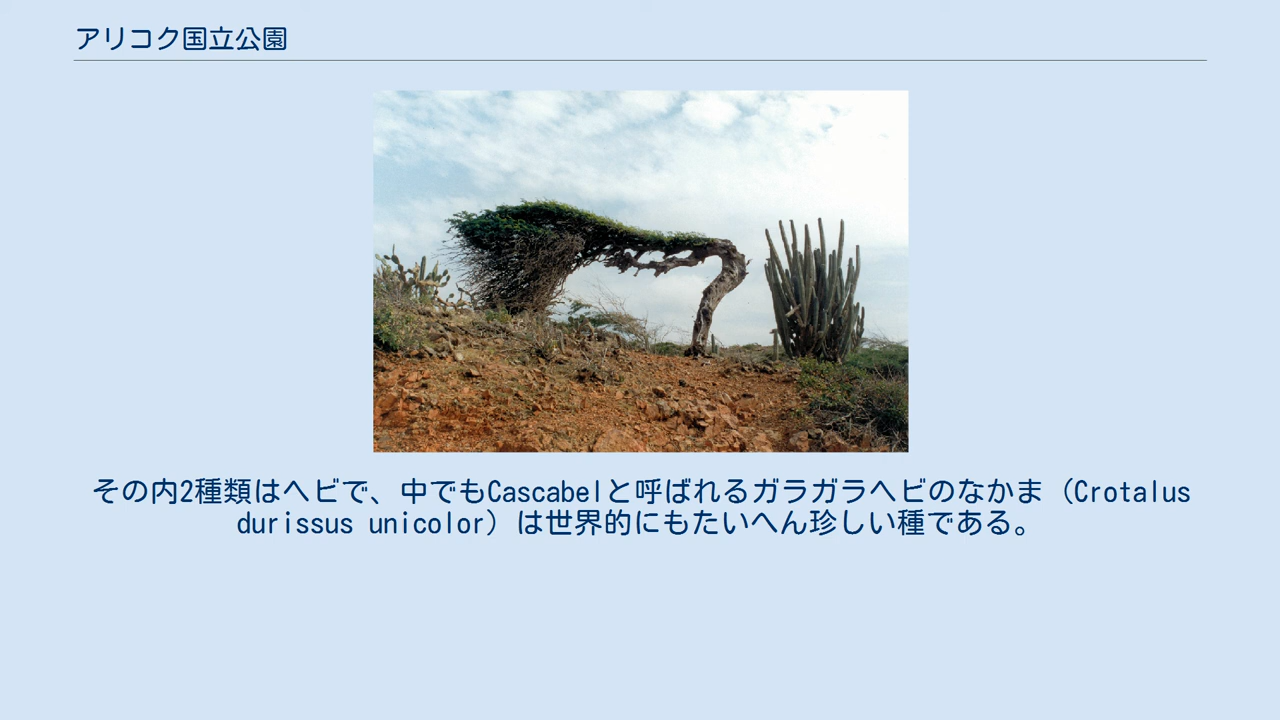 アリコク国立公園
その内2種類はヘビで、中でもCascabelと呼ばれるガラガラヘビのなかま（Crotalus
durissus unicolor）は世界的にもたいへん珍しい種である。